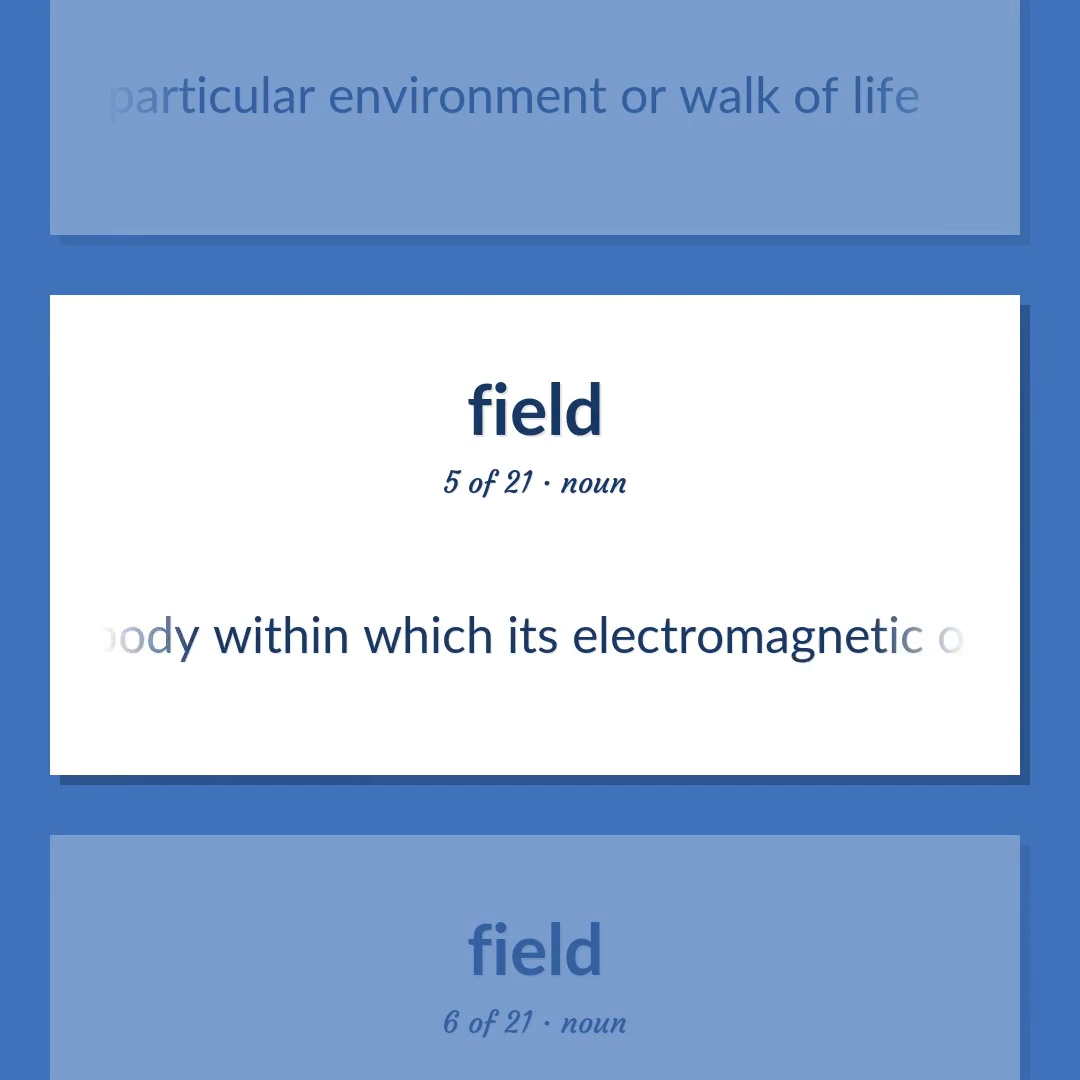 particular environment or walk of life
field
5 of 21 · noun
body within which its electromagnetic
field
6 of 21 · noun